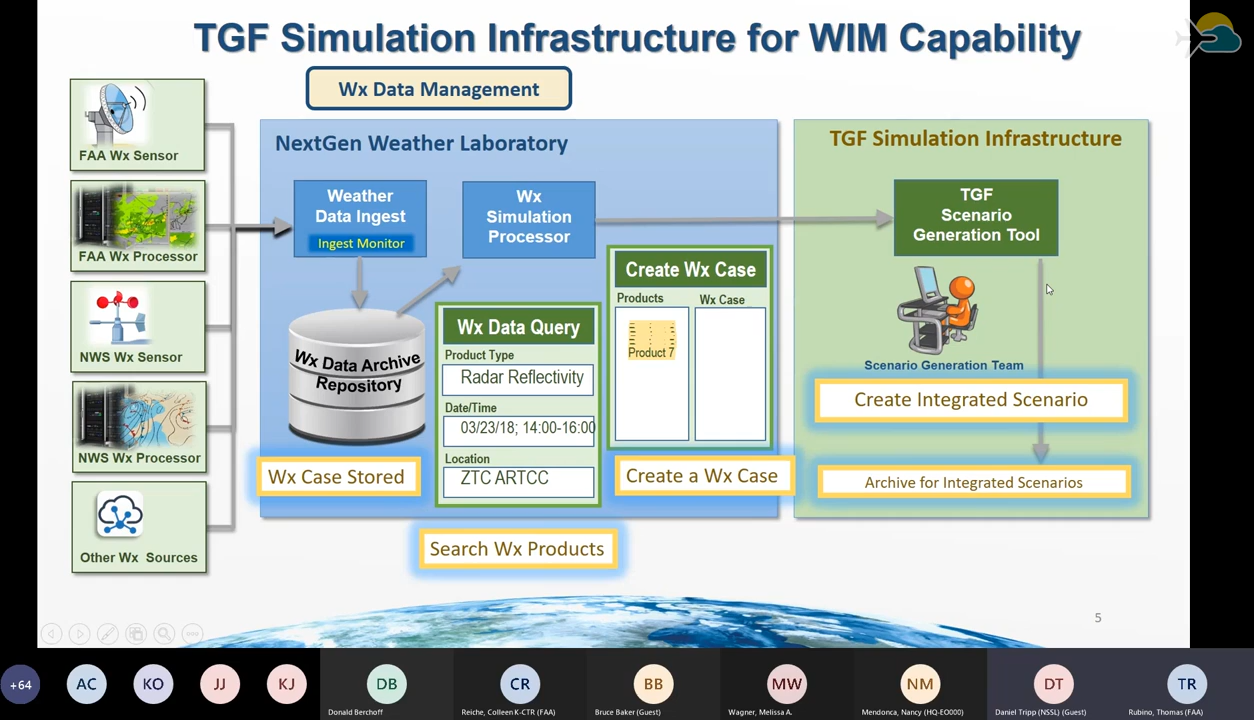 TGF Simulation Infrastructure for WIM Capability
Wx Data Management
FAA Wx Sensor
FAA Wx Processor
NWS Wx Sensor
NWS Wx Processor
Other Wx Sources
NextGen Weather Laboratory
Weather
Data Ingest
Ingest Monitor
Wx
Simulation
Processor
Wx Data Archive
Repository
Wx Case Stored
Wx Data Query
Product Type
Radar Reflectivity
Date/Time
03/23/18; 14:00-16:00
Location
ZTC ARTCC
Search Wx Products
Create Wx Case
Products
Wx Case
Product 7
Create a Wx Case
TGF Simulation Infrastructure
TGF
Scenario
Generation Tool
Scenario Generation Team
Create Integrated Scenario
Archive for Integrated Scenarios
5
+64
AC
KO
JJ
KJ
DB
Donald Berchoff
CR
Reiche, Colleen K-CTR (FAA)
BB
Bruce Baker (Guest)
MW
Wagner, Melissa A.
NM
Mendonca, Nancy (HQ-EO000)
DT
Daniel Tripp (NSSL) (Guest)
TR
Rubino, Thomas (FAA)